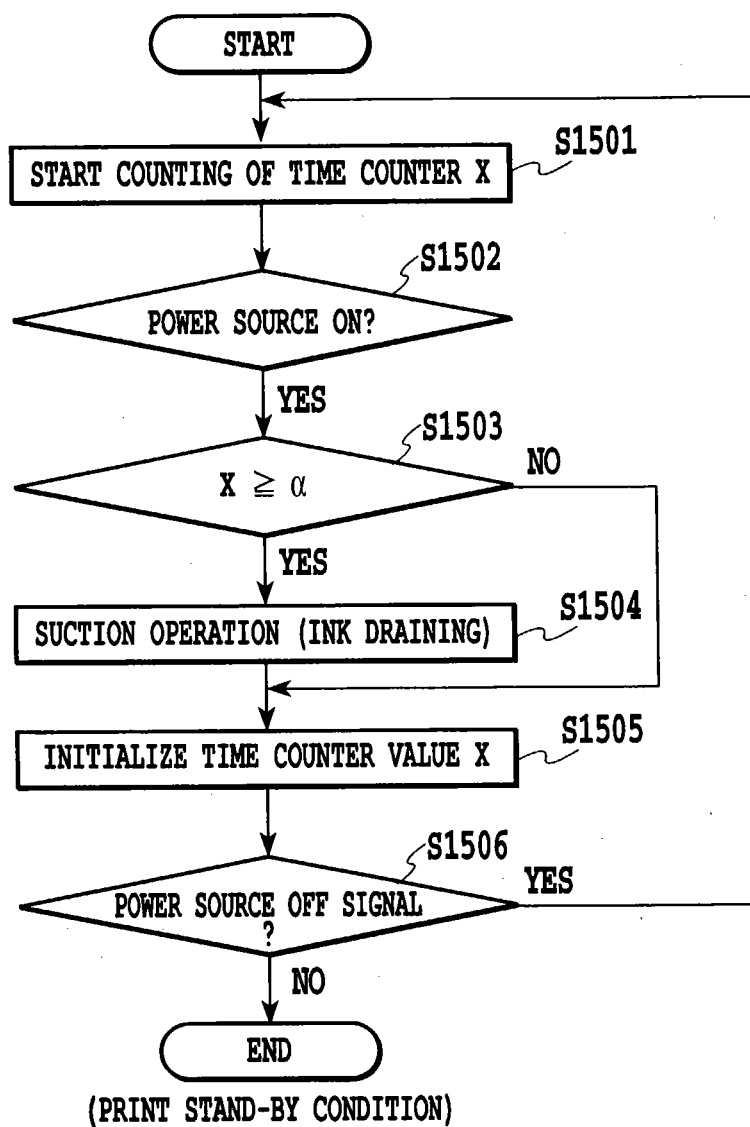 START
S1501
START COUNTING OF TIME COUNTER X
S1502
POWER SOURCE ON?
YES
S1503
X ≧ α
NO
YES
S1504
SUCTION OPERATION (INK DRAINING)
S1505
INITIALIZE TIME COUNTER VALUE X
S1506
POWER SOURCE OFF SIGNAL
?
YES
NO
END
(PRINT STAND-BY CONDITION)